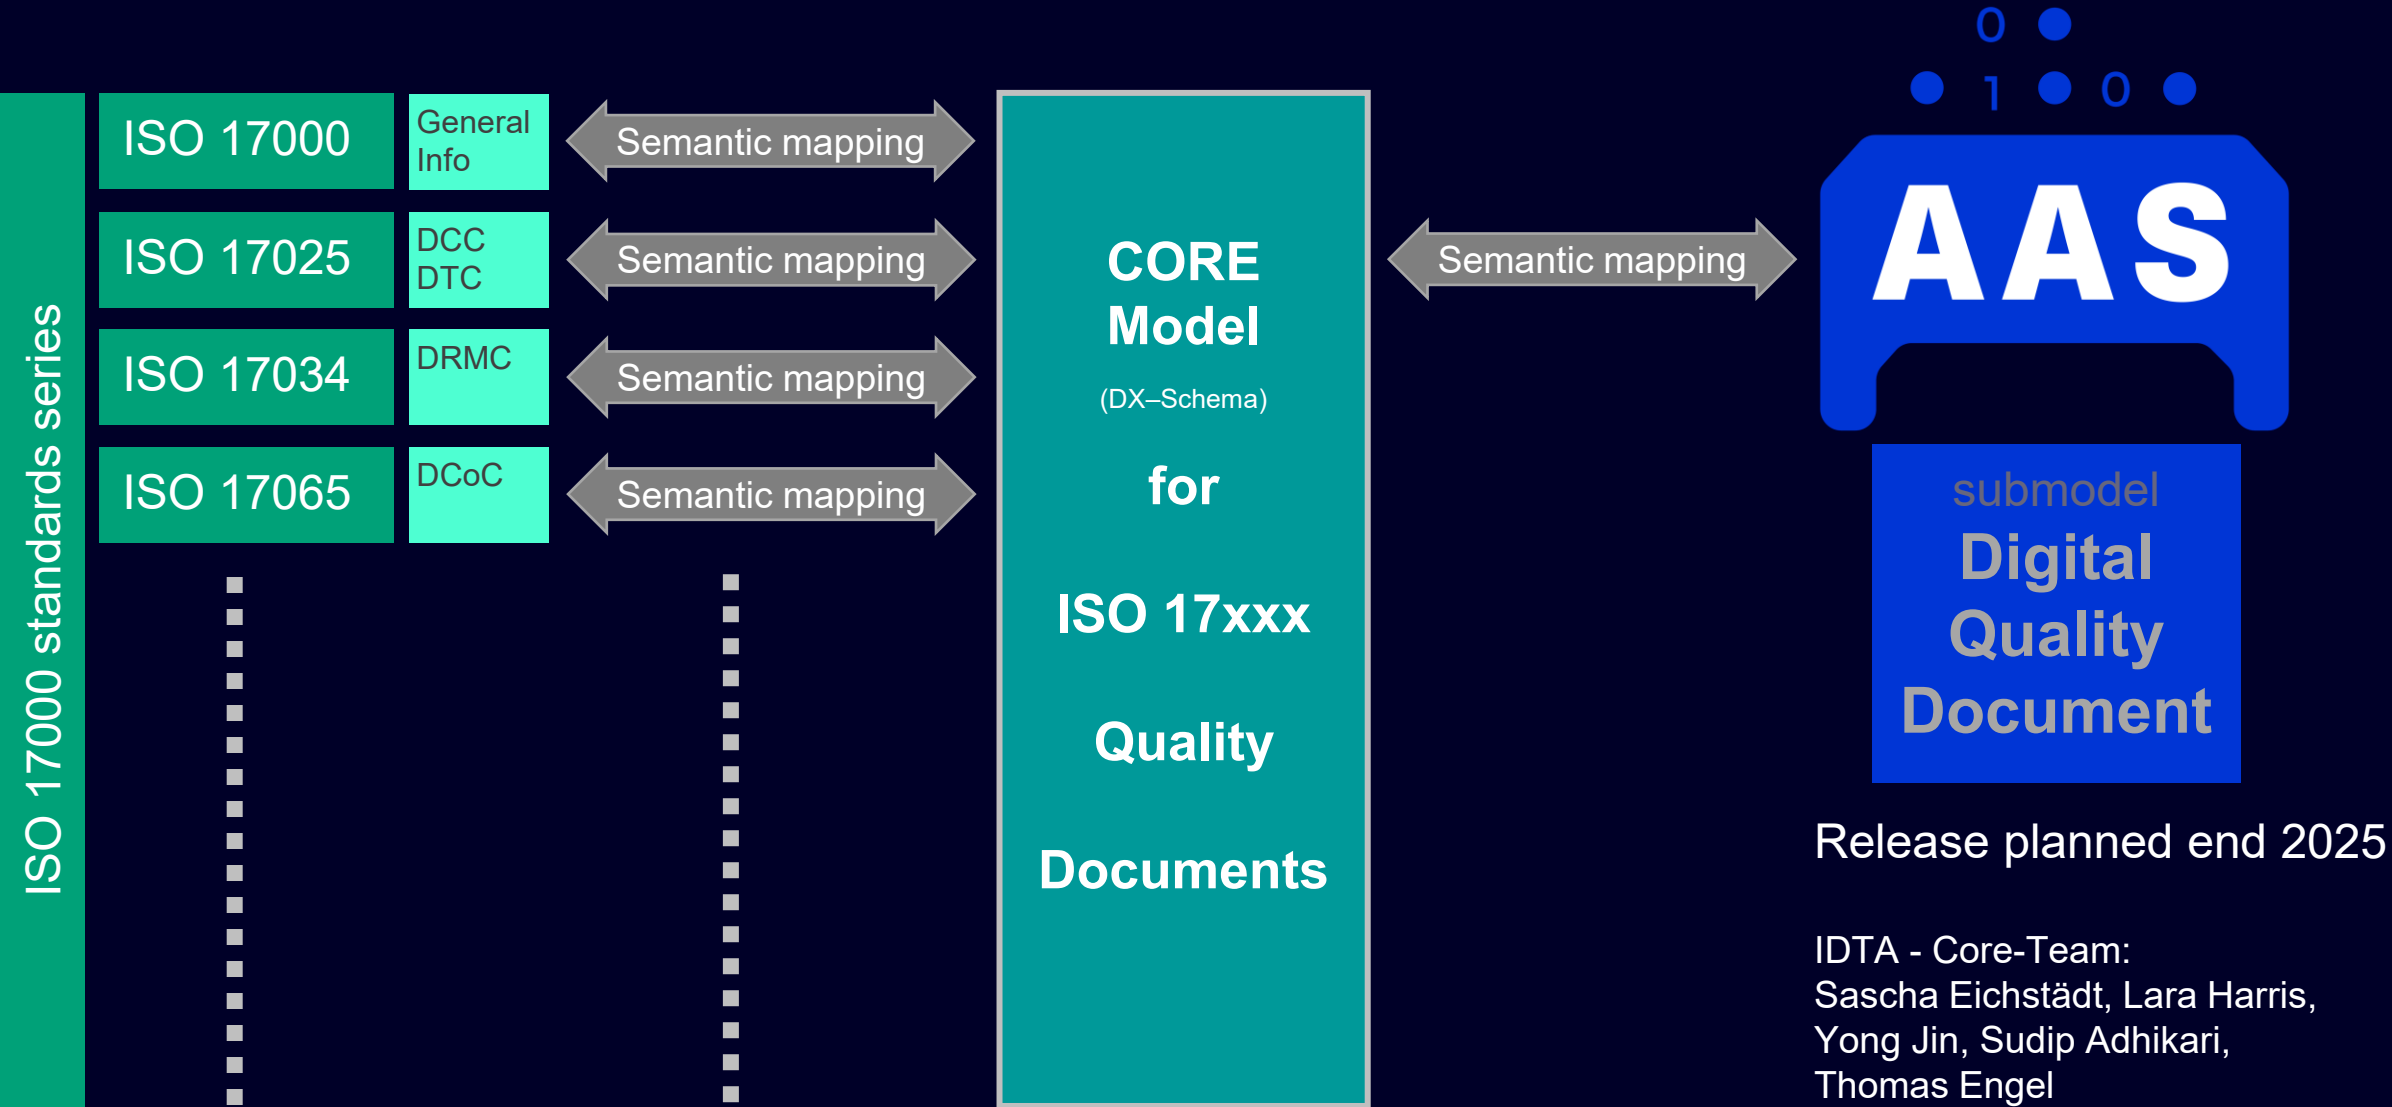 ISO 17000 standards series
ISO 17000
General
Info
Semantic mapping
ISO 17025
DCC
DTC
Semantic mapping
ISO 17034
DRMC
Semantic mapping
ISO 17065
DCoC
Semantic mapping
CORE
Model
(DX–Schema)
for
ISO 17xxx
Quality
Documents
Semantic mapping
0
1 0
AAS
submodel
Digital
Quality
Document
Release planned end 2025
IDTA - Core-Team:
Sascha Eichstädt, Lara Harris,
Yong Jin, Sudip Adhikari,
Thomas Engel